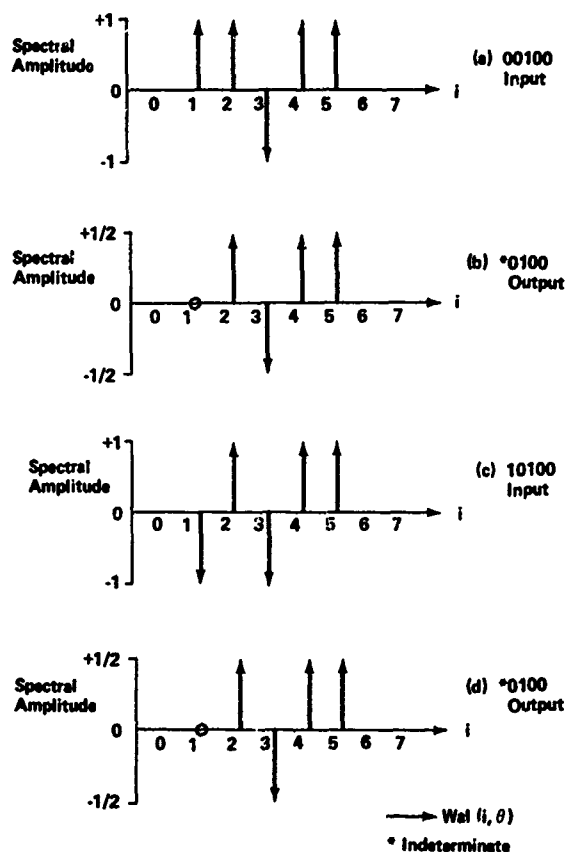 +1
Spectral
Amplitudo
0
-1
0 1 2 3 4 5 6 7 i
(a) 00100
Input
+1/2
Spectral
Amplitude
0
-1/2
0 1 2 3 4 5 6 7 i
(b) *0100
Output
+1
Spectral
Amplitude
0
-1
0 1 2 3 4 5 6 7 i
(c) 10100
Input
+1/2
Spectral
Amplitude
0
-1/2
0 1 2 3 4 5 6 7 i
(d) *0100
Output
Wal (i, θ)
* Indeterminate